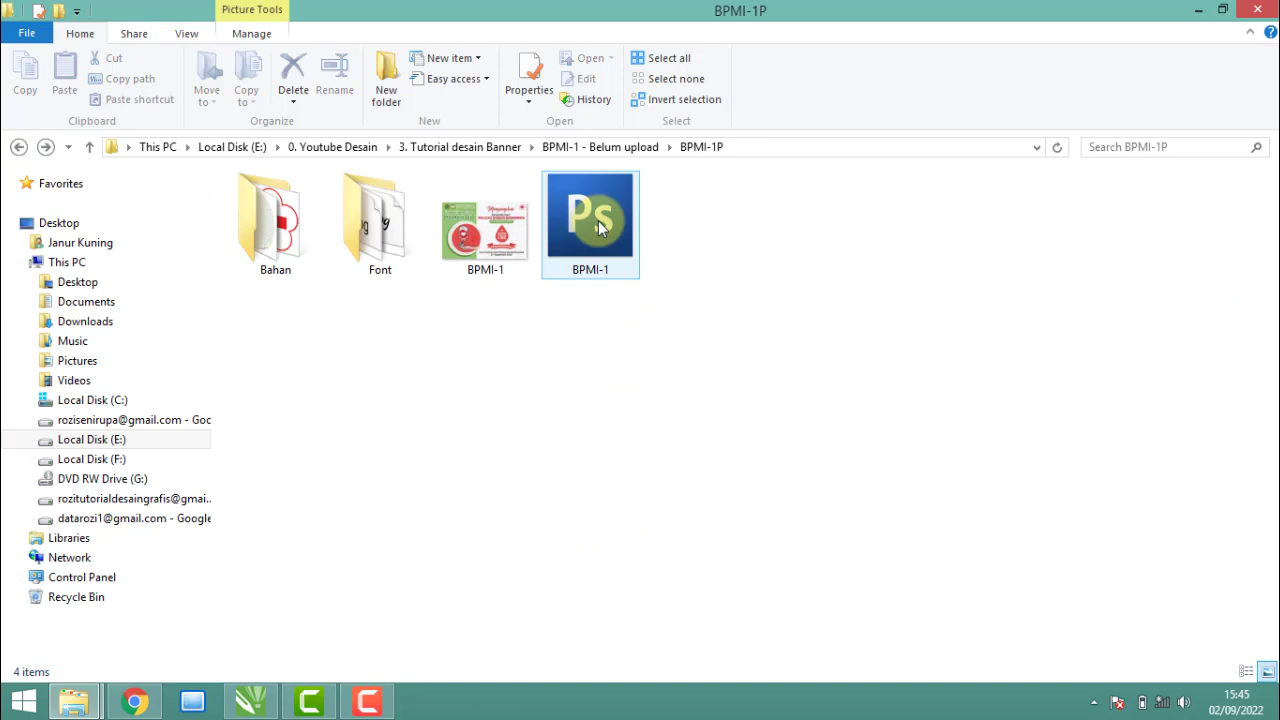 Picture Tools
BPMI-1P
File
Home
Share
View
Manage
Copy
Paste
Cut
Copy path
Paste shortcut
Clipboard
Move to
Copy to
Delete
Rename
Organize
New folder
New item
Easy access
New
Properties
Open
Edit
History
Open
Select all
Select none
Invert selection
Select
This PC
Local Disk (E:)
0. Youtube Desain
3. Tutorial desain Banner
BPMI-1 - Belum upload
BPMI-1P
Search BPMI-1P
Favorites
Desktop
Janur Kuning
This PC
Desktop
Documents
Downloads
Music
Pictures
Videos
Local Disk (C:)
rozisenirupa@gmail.com - Goo
Local Disk (E:)
Local Disk (F:)
DVD RW Drive (G:)
rozitutorialdesaingrafis@gmai...
datarozi1@gmail.com - Google
Libraries
Network
Control Panel
Recycle Bin
Ps
Bahan
Font
BPMI-1
BPMI-1
4 items
15:45
02/09/2022